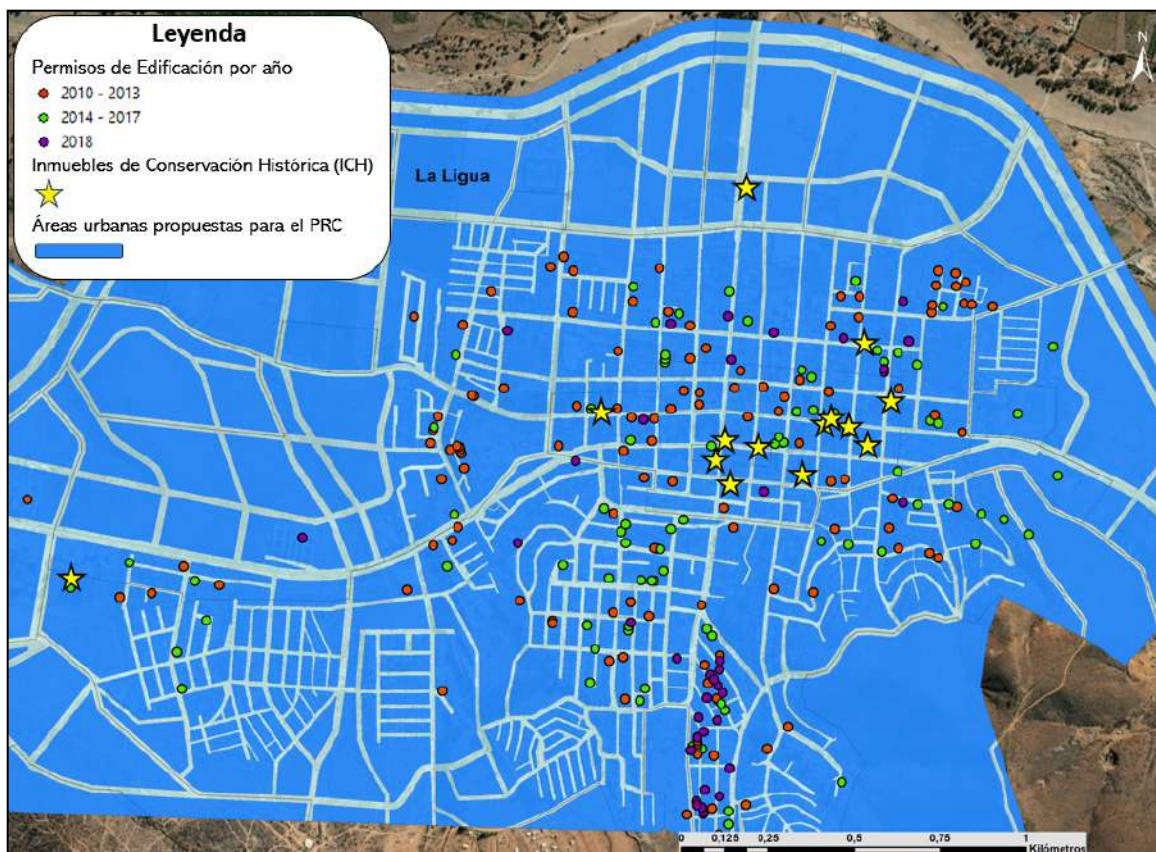 Leyenda
Permisos de Edificación por año
2010 - 2013
2014 - 2017
2018
Inmuebles de Conservación Histórica (ICH)
Áreas urbanas propuestas para el PRC
La Ligua
N
0 0,125 0,25 0,5 0,75 1
Kilómetros